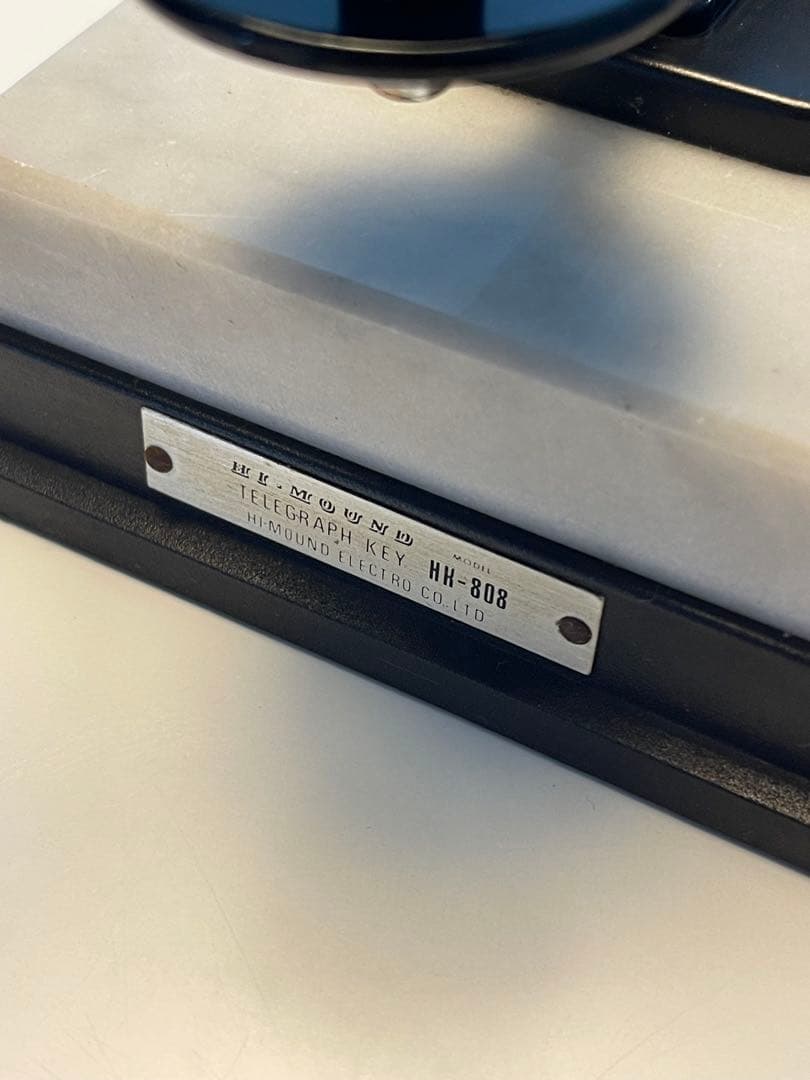 HI-MOUND
TELEGRAPH KEY MODEL HK-808
HI-MOUND ELECTRO CO.,LTD